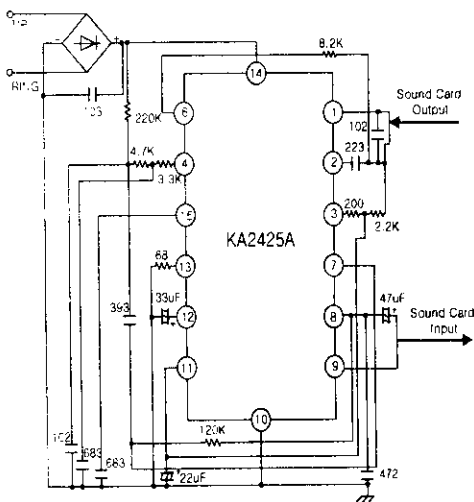 RING
103
14
8.2K
6
1
Sound Card
Output
220K
102
4.7K
223
4
2
3.3K
200
3
2.2K
15
KA2425A
68
13
7
33uF
47uF
393
12
8
Sound Card
Input
11
9
10
120K
102
683
683
22uF
472